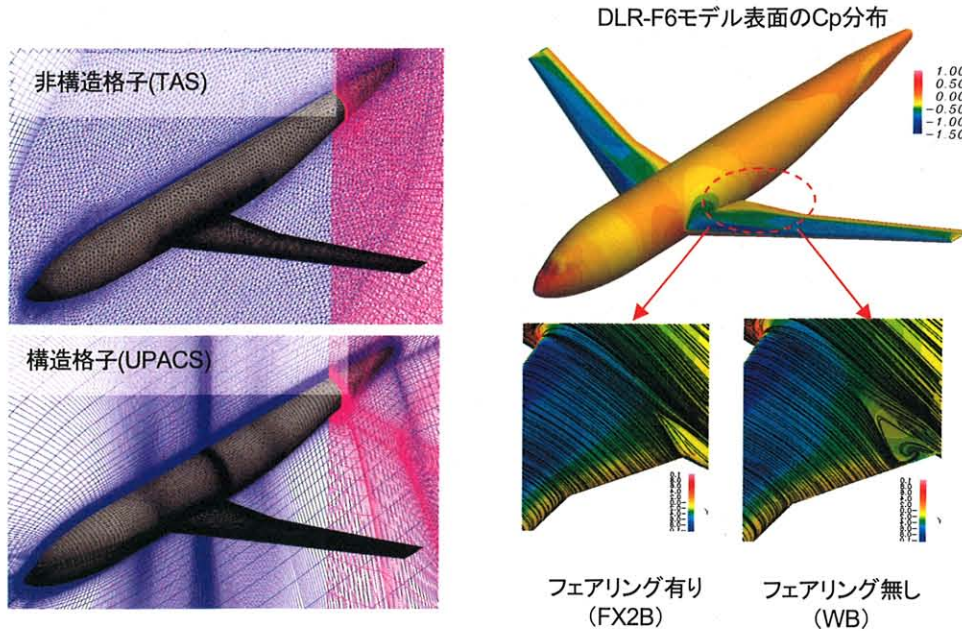 非構造格子(TAS)
構造格子(UPACS)
DLR-F6モデル表面のCp分布
1.00
0.50
0.00
-0.50
-1.00
-1.50
フェアリング有り
(FX2B)
フェアリング無し
(WB)